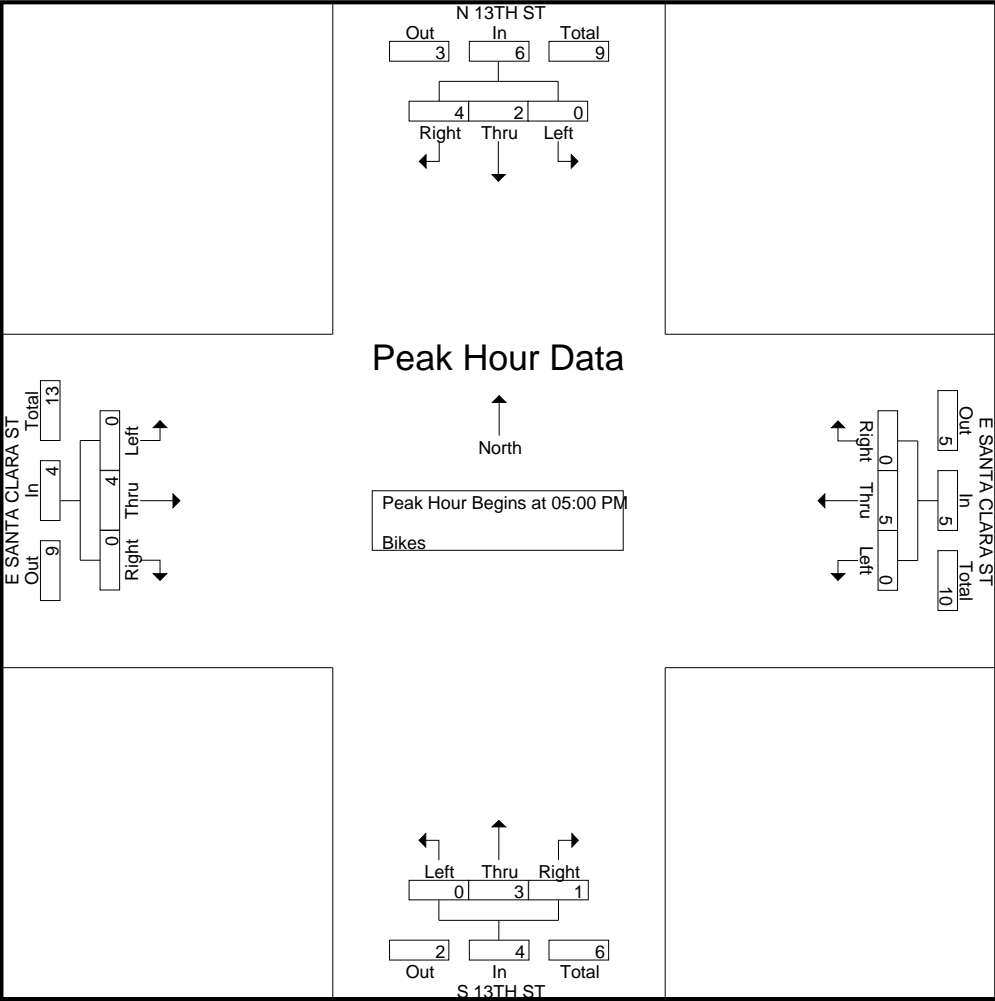 N 13TH ST
Out In Total
3 6 9
4 2 0
Right Thru Left
Peak Hour Data
North
Peak Hour Begins at 05:00 PM
Bikes
E SANTA CLARA ST
Total In Out
13 4 9
0 4 0
Left Thru Right
E SANTA CLARA ST
Out In Total
5 5 10
0 5 0
Right Thru Left
Left Thru Right
0 3 1
2 4 6
Out In Total
S 13TH ST